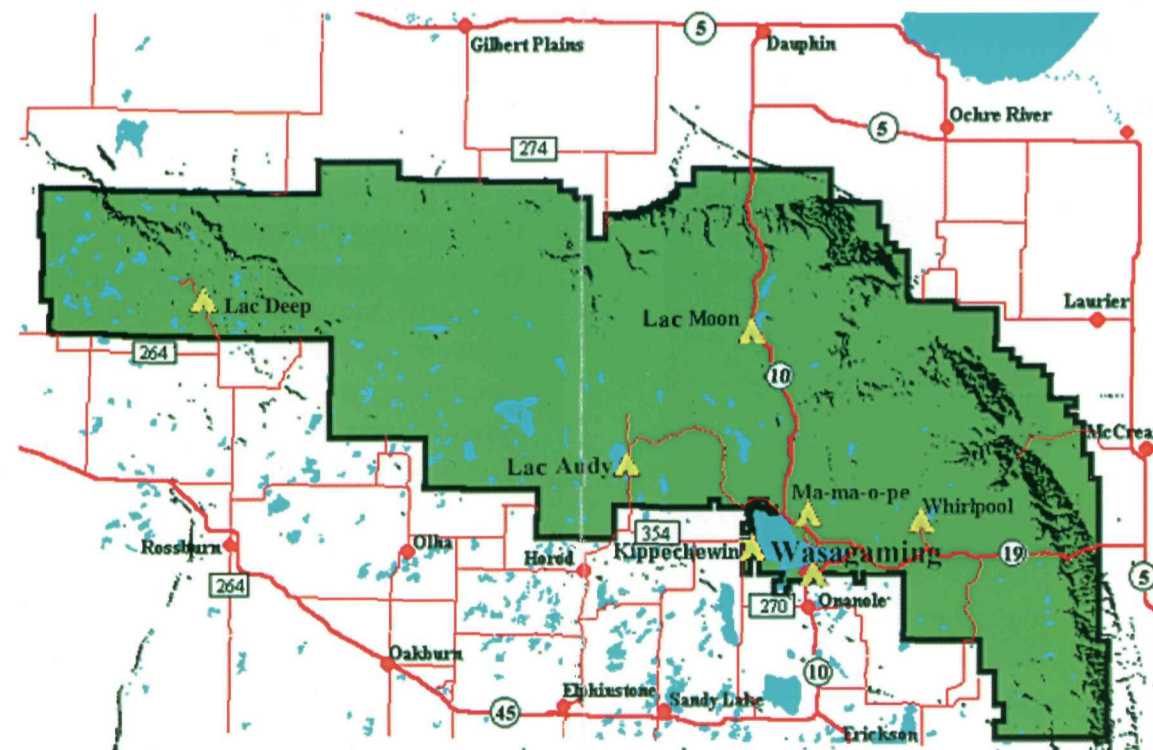 5
Gilbert Plains
Dauphin
Ochre River
5
274
Lac Deep
Laurier
Lac Moon
264
10
McCrea
Lac Audy
Ma-ma-o-pe
Whirlpool
354
Rossburn
Olha
Horod
Kippechewin
Wasagaming
19
264
5
270
Onanole
Oakburn
10
Elphinstone
Sandy Lake
45
Erickson